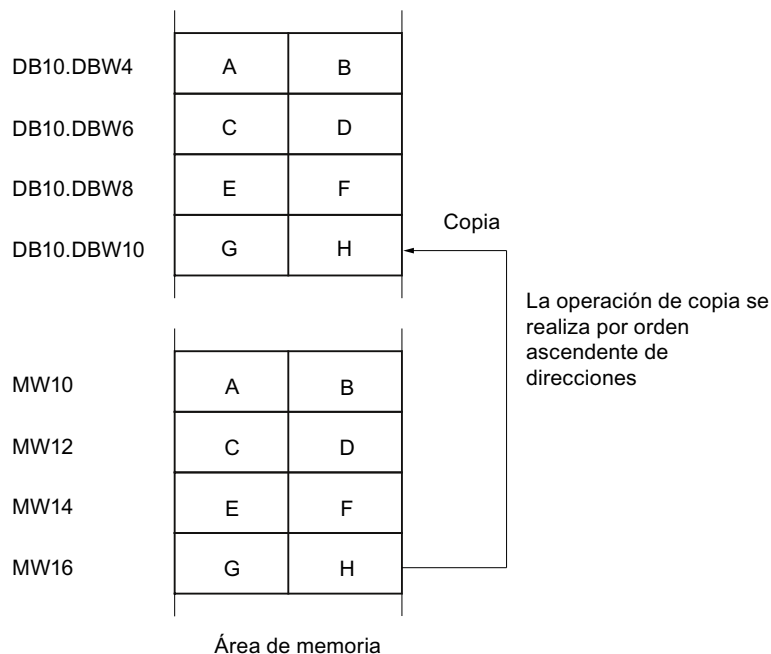 DB10.DBW4 A B
DB10.DBW6 C D
DB10.DBW8 E F
DB10.DBW10 G H
Copia
La operación de copia se
realiza por orden
ascendente de
direcciones
MW10 A B
MW12 C D
MW14 E F
MW16 G H
Área de memoria